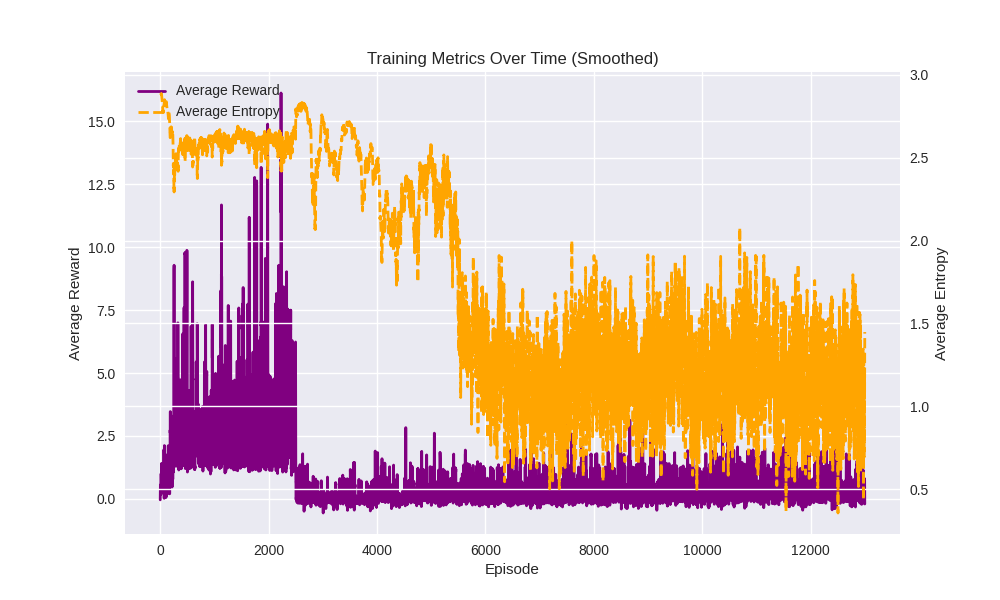 Training Metrics Over Time (Smoothed)
Average Reward
Average Entropy
3.0
15.0
2.5
12.5
10.0
2.0
7.5
1.5
5.0
1.0
2.5
0.5
0.0
Average Reward
Average Entropy
0 2000 4000 6000 8000 10000 12000
Episode